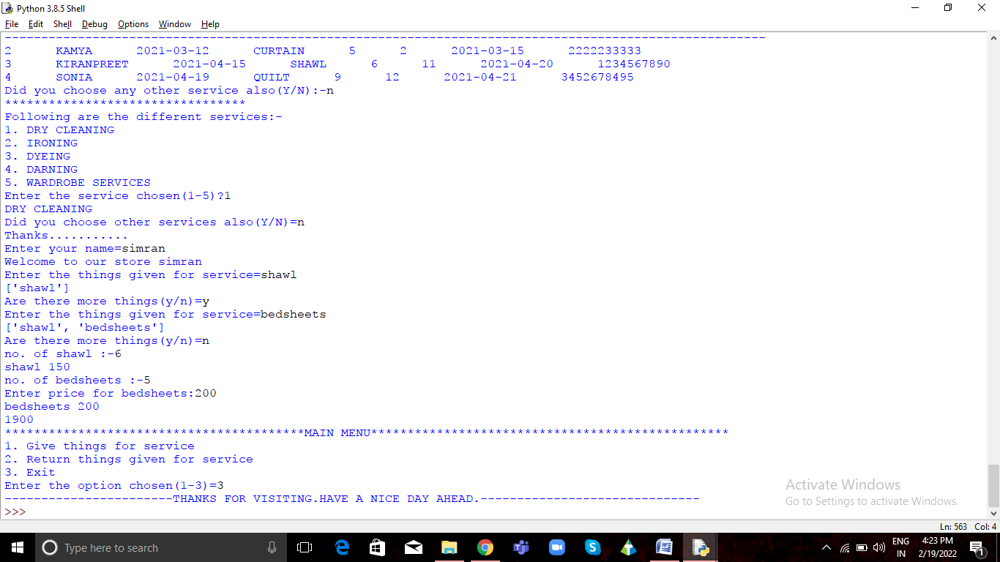 Python 3.8.5 Shell
File Edit Shell Debug Options Window Help
--------------------------------------------------------------------------------------------------------
2 KAMYA 2021-03-12 CURTAIN 5 2 2021-03-15 2222233333
3 KIRANPREET 2021-04-15 SHAWL 6 11 2021-04-20 1234567890
4 SONIA 2021-04-19 QUILT 9 12 2021-04-21 3452678495
Did you choose any other service also(Y/N):-n
*********************************
Following are the different services:-
1. DRY CLEANING
2. IRONING
3. DYEING
4. DARNING
5. WARDROBE SERVICES
Enter the service chosen(1-5)?1
DRY CLEANING
Did you choose other services also(Y/N)=n
Thanks...........
Enter your name=simran
Welcome to our store simran
Enter the things given for service=shawl
['shawl']
Are there more things(y/n)=y
Enter the things given for service=bedsheets
['shawl', 'bedsheets']
Are there more things(y/n)=n
no. of shawl :-6
shawl 150
no. of bedsheets :-5
Enter price for bedsheets:200
bedsheets 200
1900
*****************************************MAIN MENU*************************************************
1. Give things for service
2. Return things given for service
3. Exit
Enter the option chosen(1-3)=3
-----------------------THANKS FOR VISITING.HAVE A NICE DAY AHEAD.------------------------------
>>>
Activate Windows
Go to Settings to activate Windows.
Ln: 563 Col: 4
Type here to search
ENG
IN
4:23 PM
2/19/2022
1